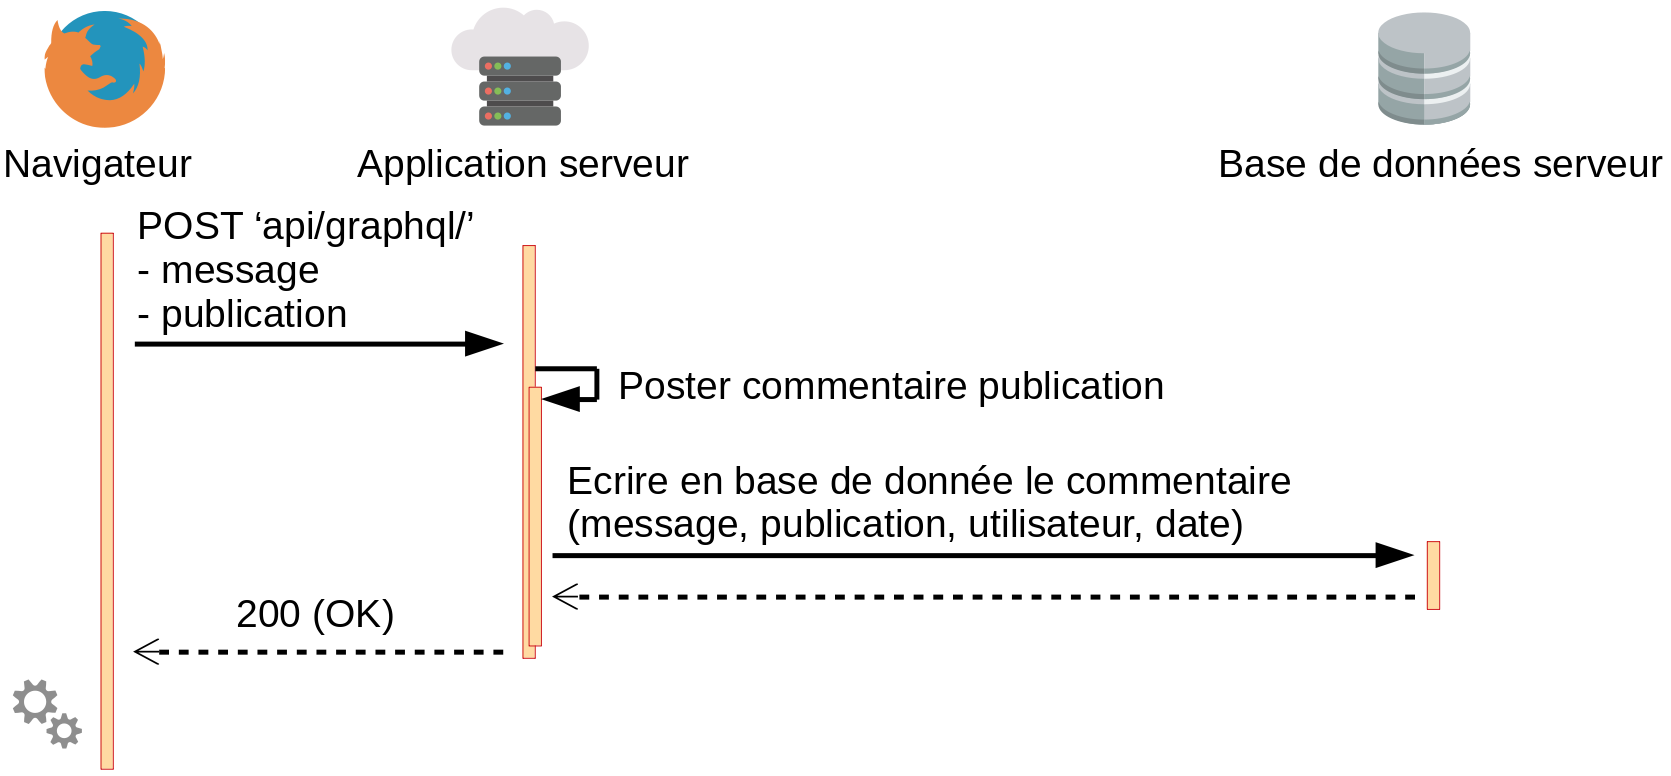 Navigateur
Application serveur
Base de données serveur
POST ‘api/graphql/’
- message
- publication
Poster commentaire publication
Ecrire en base de donnée le commentaire
(message, publication, utilisateur, date)
200 (OK)